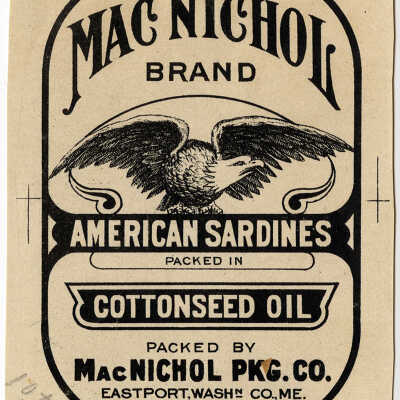 MAC NICHOL
BRAND
AMERICAN SARDINES
PACKED IN
COTTONSEED OIL
PACKED BY
MACNICHOL PKG. CO.
EASTPORT, WASHN CO., ME.